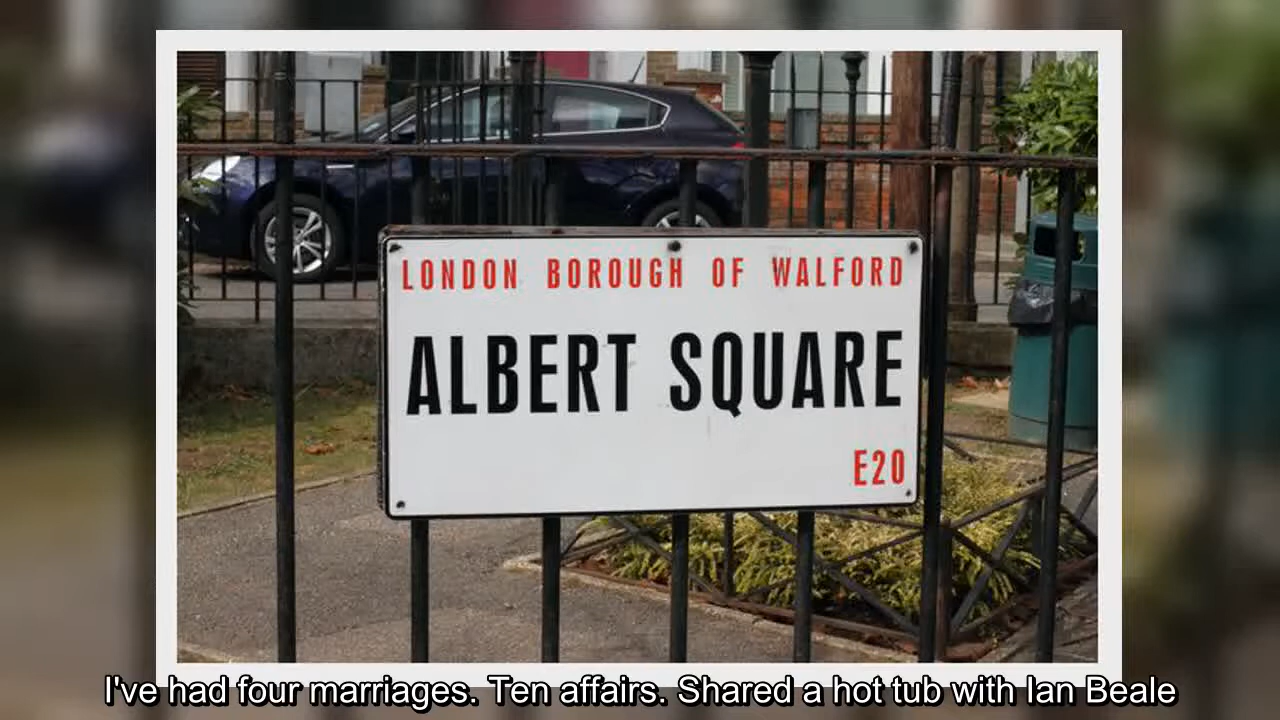 LONDON BOROUGH OF WALFORD
ALBERT SQUARE
E20
I've had four marriages. Ten affairs. Shared a hot tub with Ian Beale